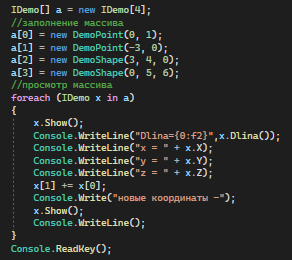 IDemo[] a = new IDemo[4];
//заполнение массива
a[0] = new DemoPoint(0, 1);
a[1] = new DemoPoint(-3, 0);
a[2] = new DemoShape(3, 4, 0);
a[3] = new DemoShape(0, 5, 6);
//просмотр массива
foreach (IDemo x in a)
{
x.Show();
Console.WriteLine("Dlina={0:f2}",x.Dlina());
Console.WriteLine("x = " + x.X);
Console.WriteLine("y = " + x.Y);
Console.WriteLine("z = " + x.Z);
x[1] += x[0];
Console.Write("новые координаты -");
x.Show();
Console.WriteLine();
}
Console.ReadKey();